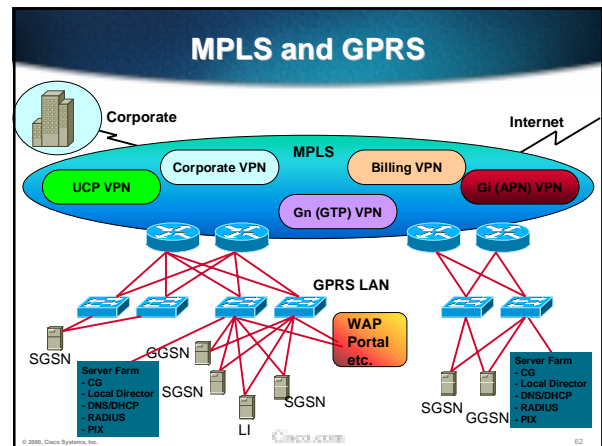 MPLS and GPRS
Corporate
Internet
MPLS
Corporate VPN
Billing VPN
UCP VPN
Gi (APN) VPN
Gn (GTP) VPN
GPRS LAN
WAP
Portal
etc.
SGSN
GGSN
SGSN
LI
SGSN
Server Farm
- CG
- Local Director
- DNS/DHCP
- RADIUS
- PIX
SGSN
GGSN
Server Farm
- CG
- Local Director
- DNS/DHCP
- RADIUS
- PIX
© 2000, Cisco Systems, Inc.
Cisco.com
62